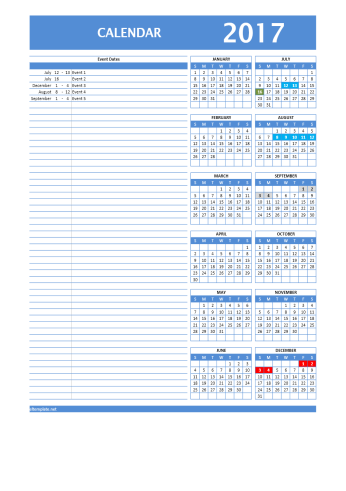 CALENDAR 2017
Event Dates
July 12 - 13 Event 1
July 16 Event 2
December 1 - 4 Event 3
August 8 - 12 Event 4
September 1 - 4 Event 5
JANUARY
S M T W T F S
1 2 3 4 5 6 7
8 9 10 11 12 13 14
15 16 17 18 19 20 21
22 23 24 25 26 27 28
29 30 31
JULY
S M T W T F S
1
2 3 4 5 6 7 8
9 10 11 12 13 14 15
16 17 18 19 20 21 22
23 24 25 26 27 28 29
30 31
FEBRUARY
S M T W T F S
1 2 3 4
5 6 7 8 9 10 11
12 13 14 15 16 17 18
19 20 21 22 23 24 25
26 27 28
AUGUST
S M T W T F S
1 2 3 4 5
6 7 8 9 10 11 12
13 14 15 16 17 18 19
20 21 22 23 24 25 26
27 28 29 30 31
MARCH
S M T W T F S
1 2 3 4
5 6 7 8 9 10 11
12 13 14 15 16 17 18
19 20 21 22 23 24 25
26 27 28 29 30 31
SEPTEMBER
S M T W T F S
1 2
3 4 5 6 7 8 9
10 11 12 13 14 15 16
17 18 19 20 21 22 23
24 25 26 27 28 29 30
APRIL
S M T W T F S
1
2 3 4 5 6 7 8
9 10 11 12 13 14 15
16 17 18 19 20 21 22
23 24 25 26 27 28 29
30
OCTOBER
S M T W T F S
1 2 3 4 5 6 7
8 9 10 11 12 13 14
15 16 17 18 19 20 21
22 23 24 25 26 27 28
29 30 31
MAY
S M T W T F S
1 2 3 4 5 6
7 8 9 10 11 12 13
14 15 16 17 18 19 20
21 22 23 24 25 26 27
28 29 30 31
NOVEMBER
S M T W T F S
1 2 3 4
5 6 7 8 9 10 11
12 13 14 15 16 17 18
19 20 21 22 23 24 25
26 27 28 29 30
JUNE
S M T W T F S
1 2 3
4 5 6 7 8 9 10
11 12 13 14 15 16 17
18 19 20 21 22 23 24
25 26 27 28 29 30
DECEMBER
S M T W T F S
1 2
3 4 5 6 7 8 9
10 11 12 13 14 15 16
17 18 19 20 21 22 23
24 25 26 27 28 29 30
31